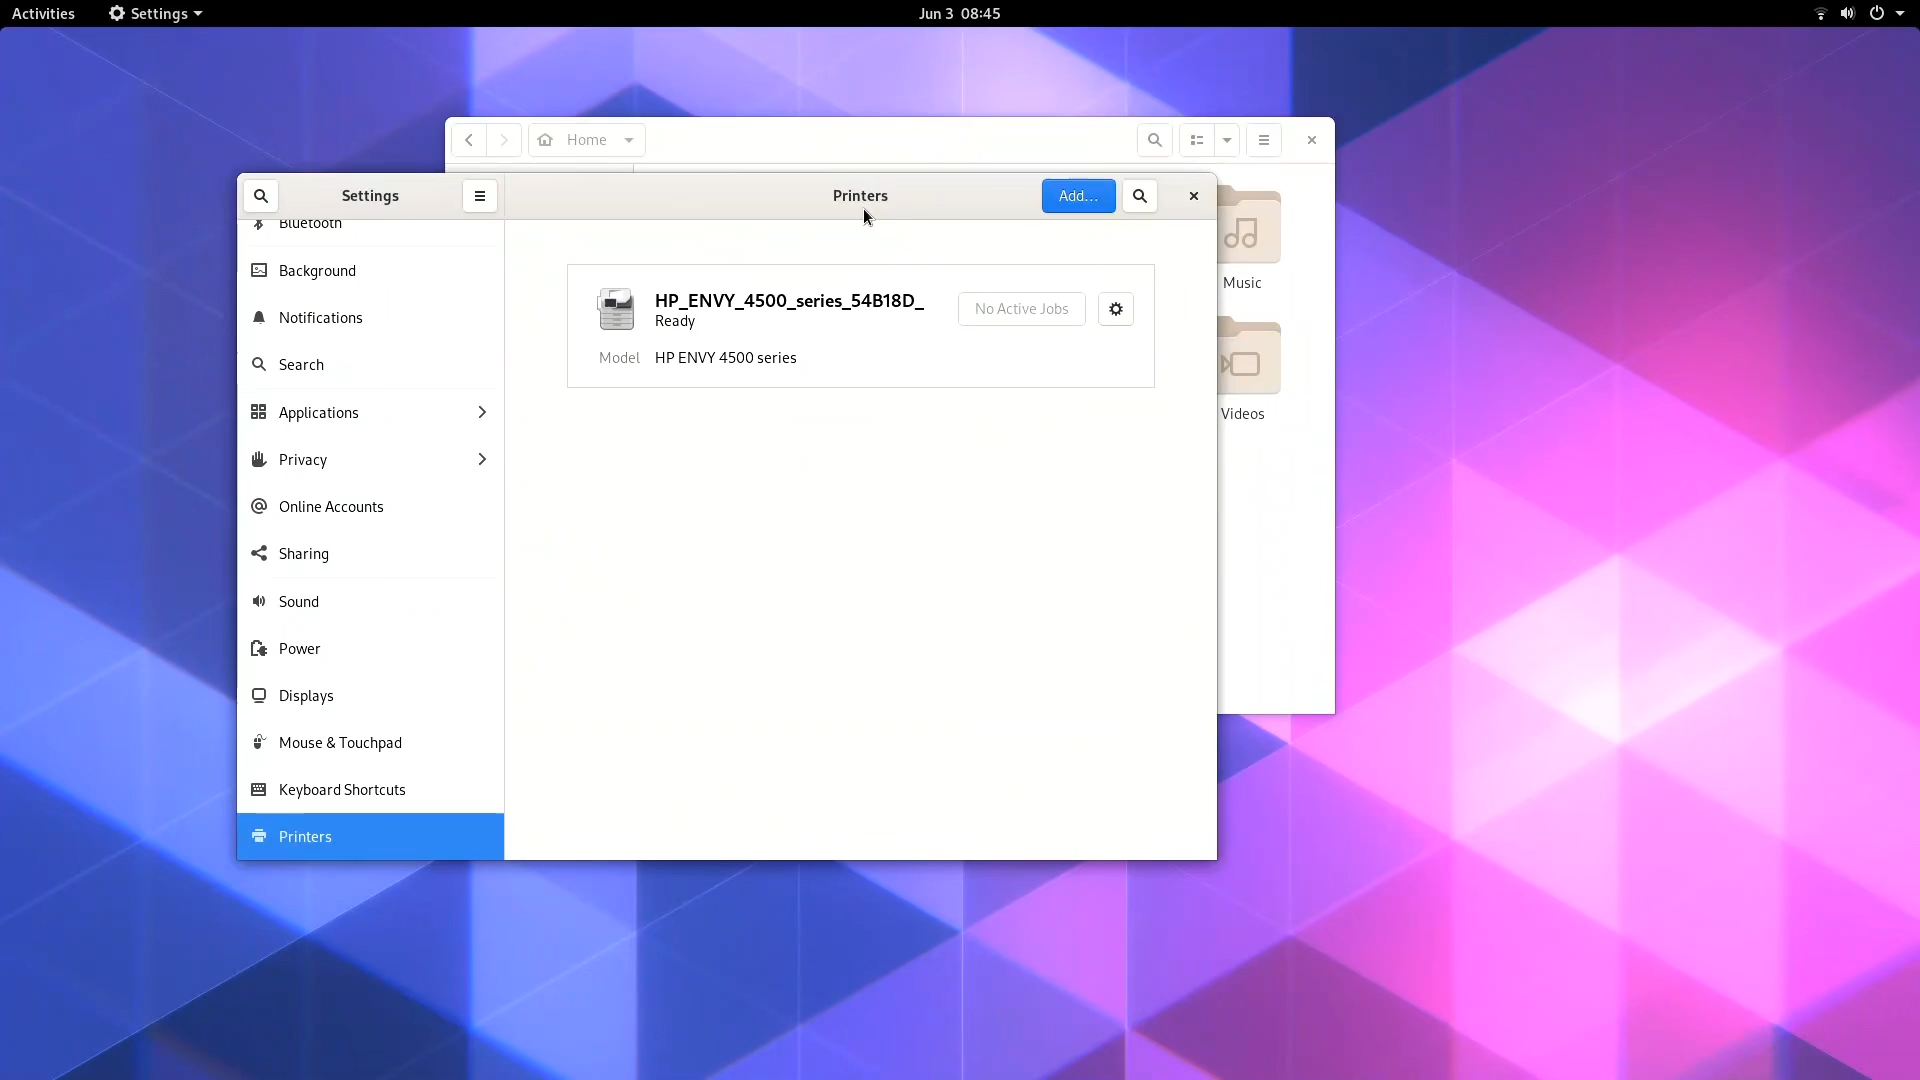 Activities
Settings
Jun 3 08:45
Home
Settings
Printers
Add…
Bluetooth
Background
Notifications
Search
Applications
Privacy
Online Accounts
Sharing
Sound
Power
Displays
Mouse & Touchpad
Keyboard Shortcuts
Printers
HP_ENVY_4500_series_54B18D_
Ready
No Active Jobs
Model HP ENVY 4500 series
Music
Videos